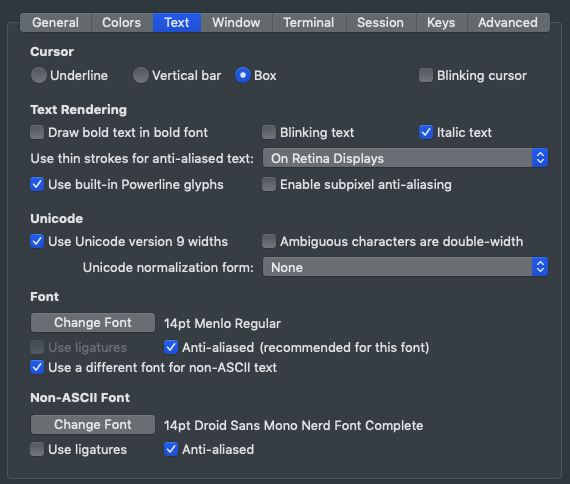 General Colors Text Window Terminal Session Keys Advanced
Cursor
Underline Vertical bar Box Blinking cursor
Text Rendering
Draw bold text in bold font Blinking text Italic text
Use thin strokes for anti-aliased text: On Retina Displays
Use built-in Powerline glyphs Enable subpixel anti-aliasing
Unicode
Use Unicode version 9 widths Ambiguous characters are double-width
Unicode normalization form: None
Font
Change Font 14pt Menlo Regular
Use ligatures Anti-aliased (recommended for this font)
Use a different font for non-ASCII text
Non-ASCII Font
Change Font 14pt Droid Sans Mono Nerd Font Complete
Use ligatures Anti-aliased